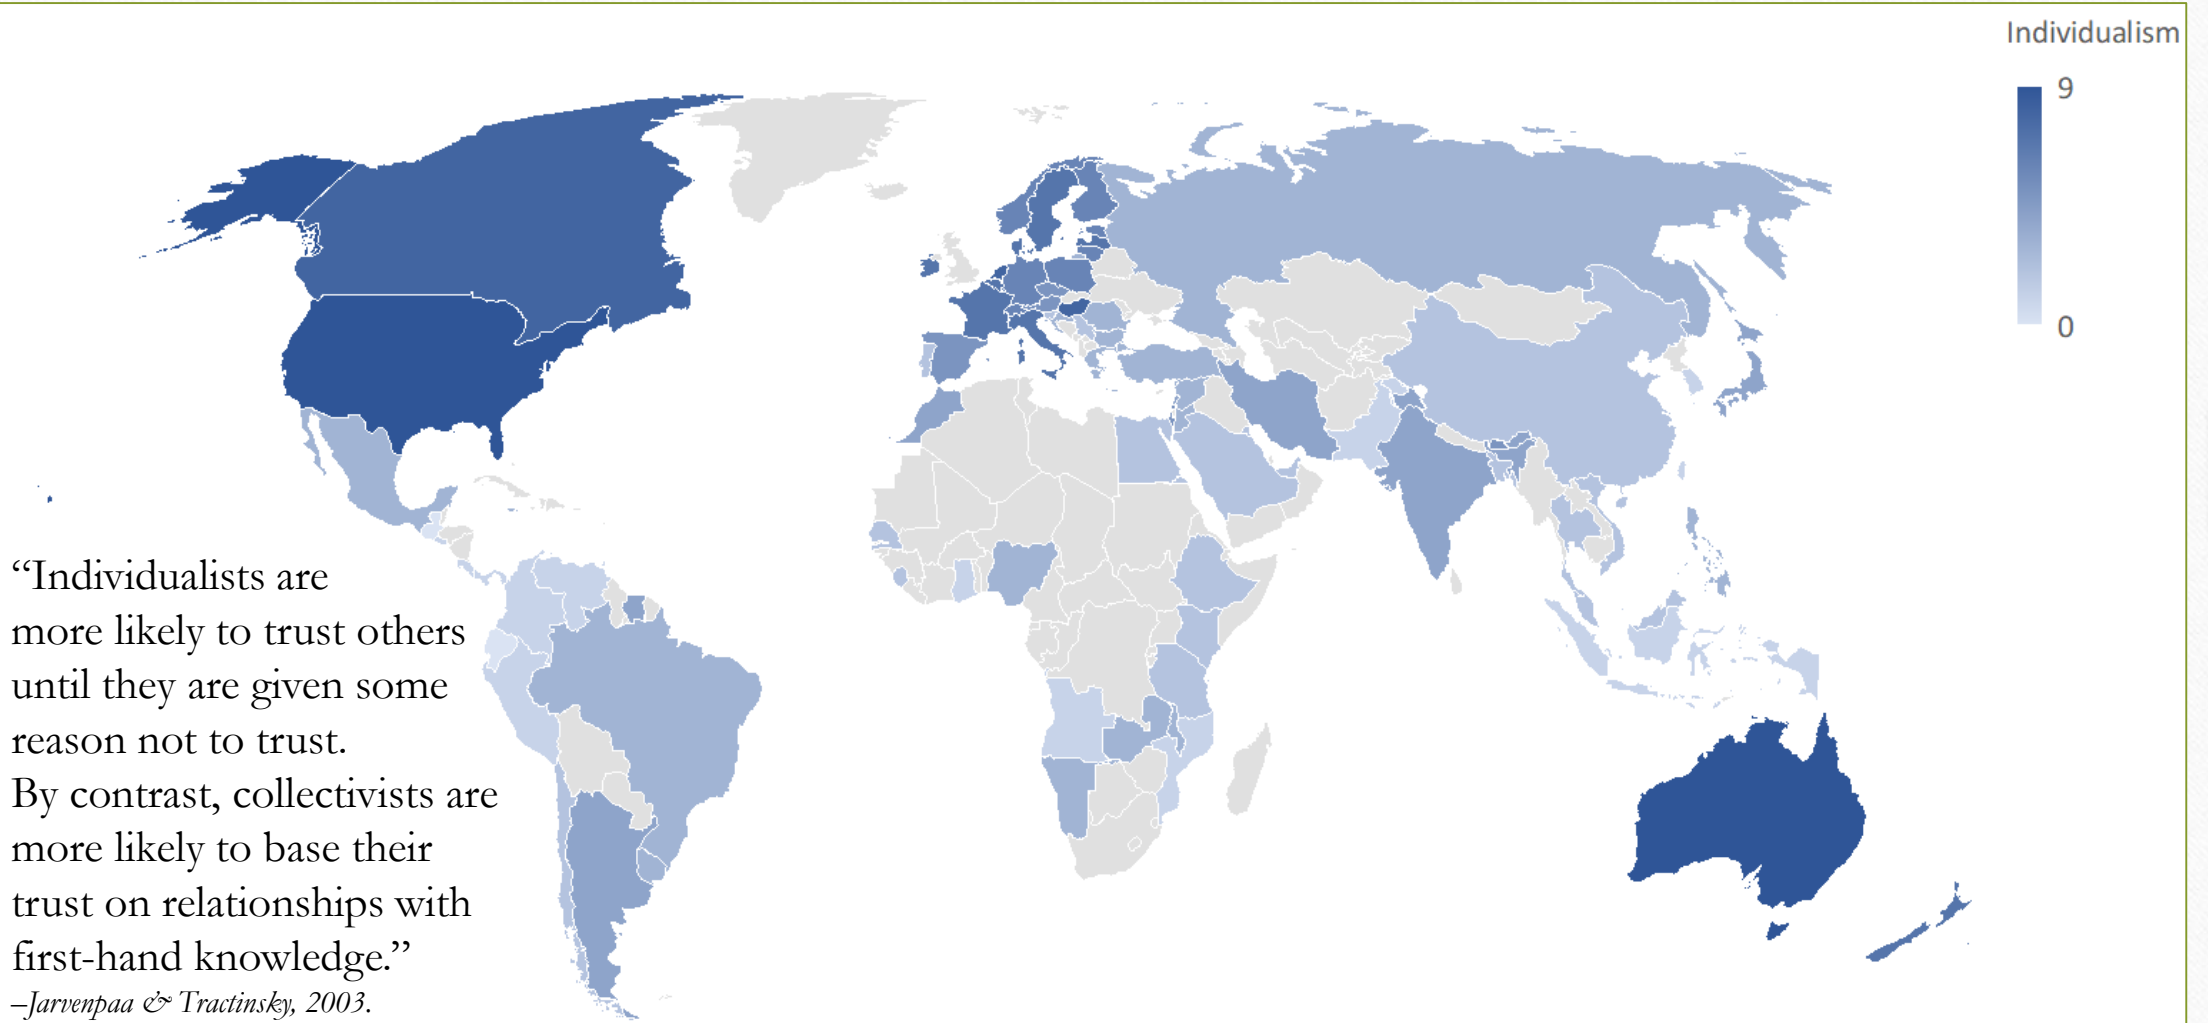 Individualism
9
0
“Individualists are
more likely to trust others
until they are given some
reason not to trust.
By contrast, collectivists are
more likely to base their
trust on relationships with
first-hand knowledge.”
–Jarvenpaa & Tractinsky, 2003.